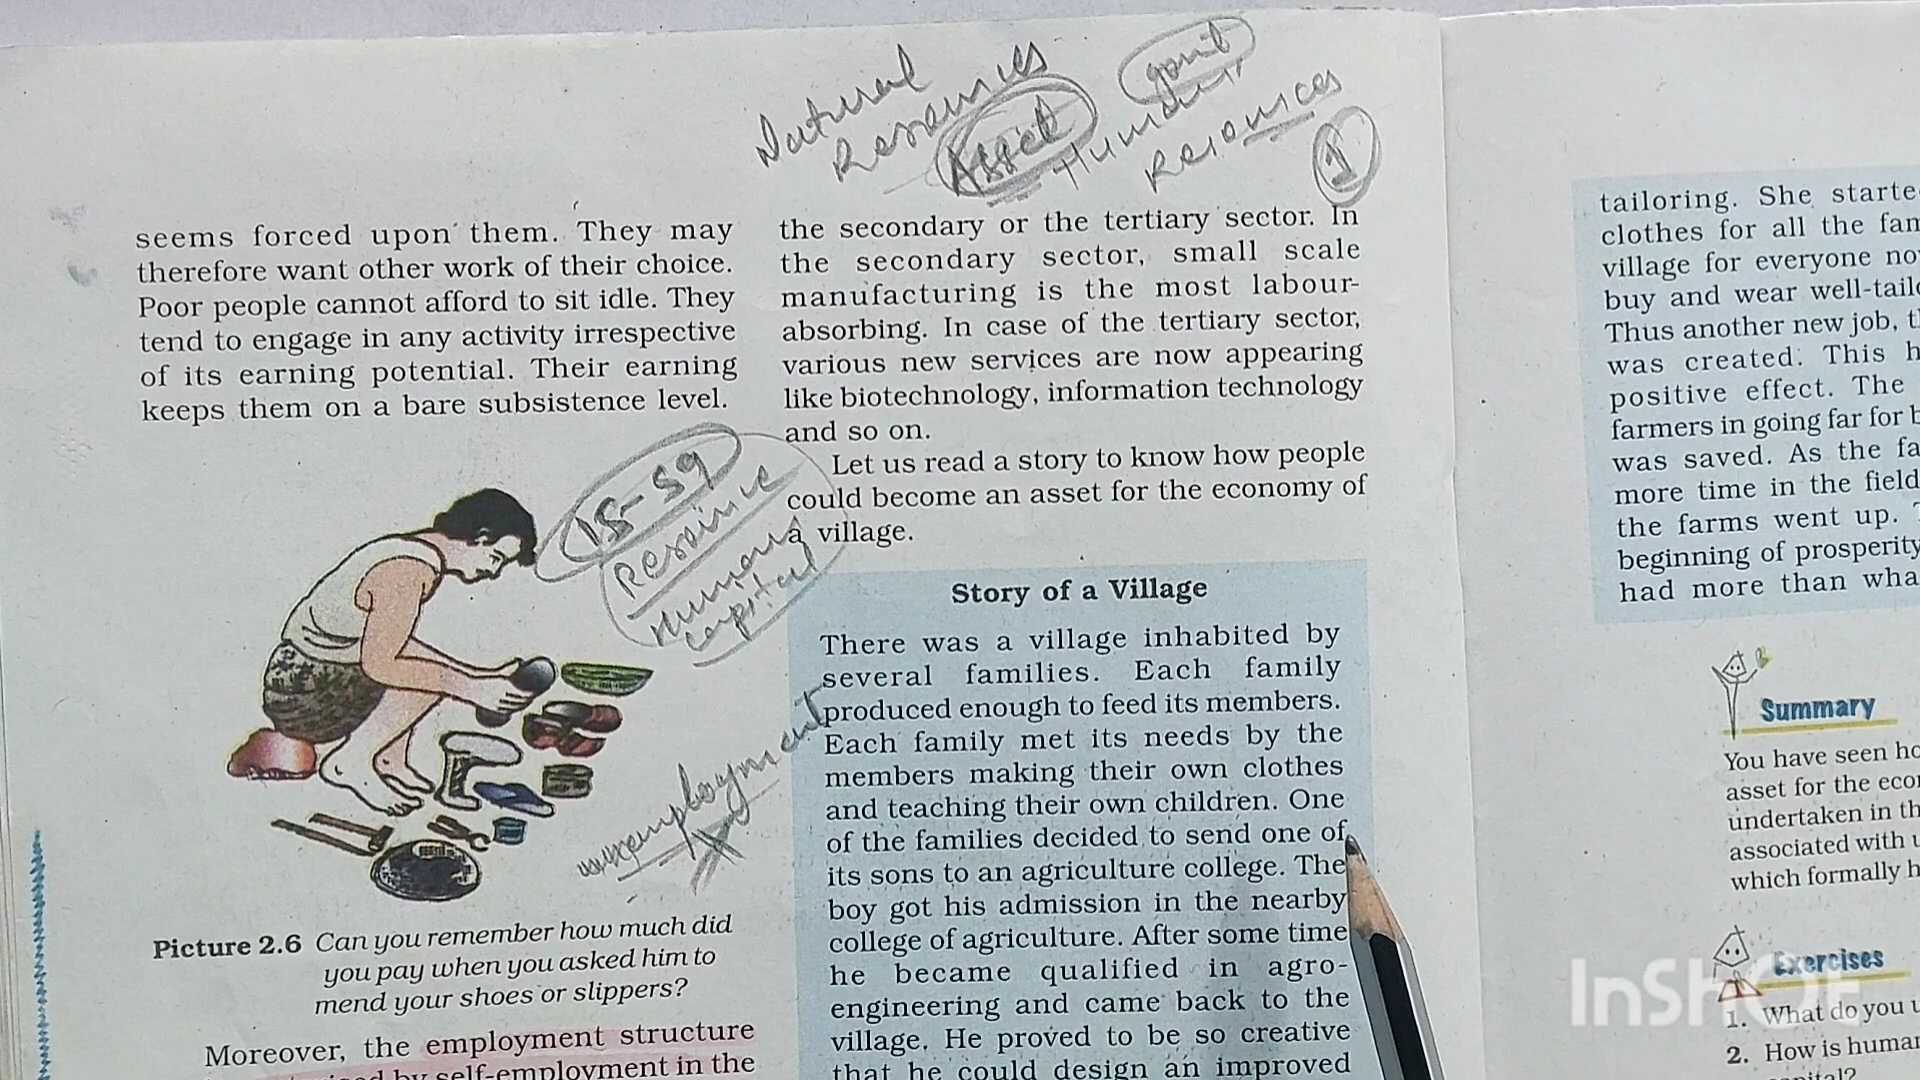 Natural
Resources
Asset
govt
Human
Resources
seems forced upon them. They may
therefore want other work of their choice.
Poor people cannot afford to sit idle. They
tend to engage in any activity irrespective
of its earning potential. Their earning
keeps them on a bare subsistence level.
15-59
Resource
Human
capital
unemployment
Picture 2.6 Can you remember how much did
you pay when you asked him to
mend your shoes or slippers?
Moreover, the employment structure
by self-employment in the
the secondary or the tertiary sector. In
the secondary sector, small scale
manufacturing is the most labour-
absorbing. In case of the tertiary sector,
various new services are now appearing
like biotechnology, information technology
and so on.
Let us read a story to know how people
could become an asset for the economy of
a village.
Story of a Village
There was a village inhabited by
several families. Each family
produced enough to feed its members.
Each family met its needs by the
members making their own clothes
and teaching their own children. One
of the families decided to send one of
its sons to an agriculture college. The
boy got his admission in the nearby
college of agriculture. After some time
he became qualified in agro-
engineering and came back to the
village. He proved to be so creative
that he could design an improved
tailoring. She starte
clothes for all the fam
village for everyone no
buy and wear well-tail
Thus another new job, t
was created. This h
positive effect. The
farmers in going far for b
was saved. As the fa
more time in the field
the farms went up.
beginning of prosperity
had more than wha
Summary
You have seen ho
asset for the econ
undertaken in th
associated with u
which formally h
Exercises
1. What do you u
2. How is human
capital?
InShOt